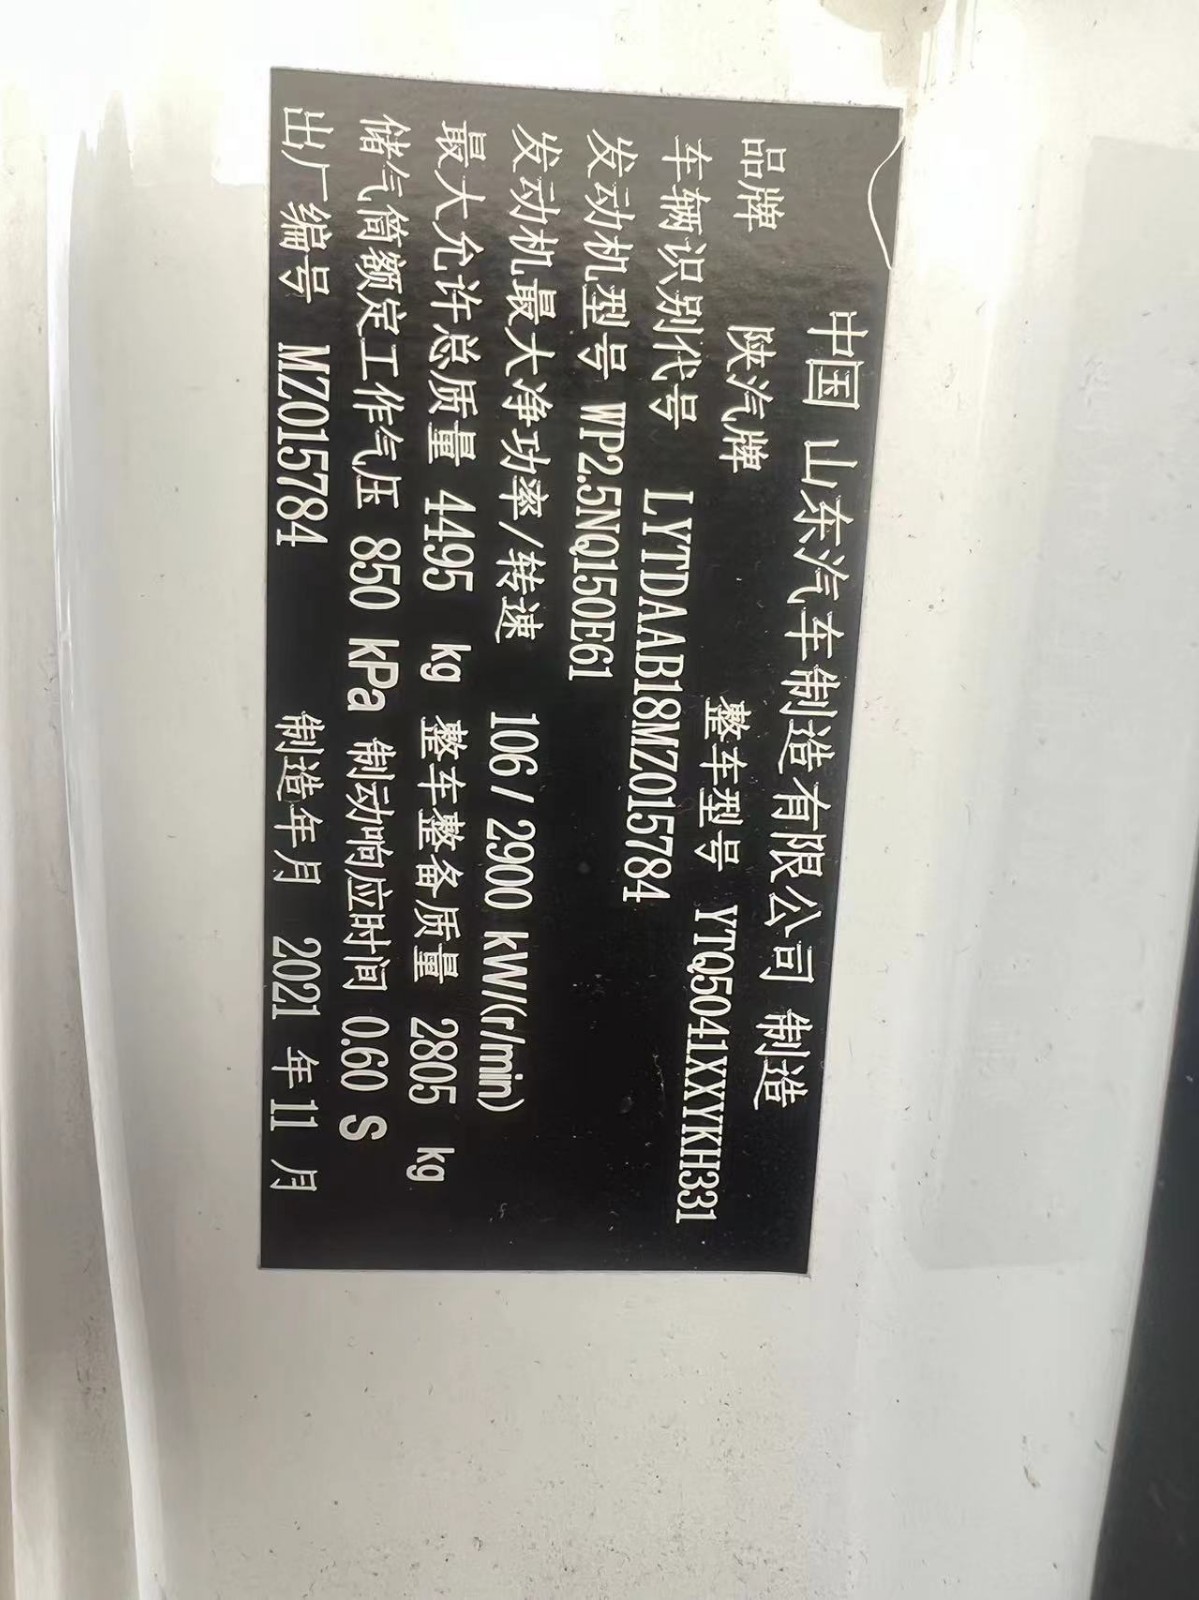 中国 山东汽车制造有限公司 制造
品牌 陕汽牌 整车型号 YTQ5041XXYKH331
车辆识别代号 LYTDAAB18MZ015784
发动机型号 WP2.5NQ150E61
发动机最大净功率/转速 106/2900 kW/(r/min)
最大允许总质量 4495 kg 整车整备质量 2805 kg
储气筒额定工作气压 850 kPa 制动响应时间 0.60 S
出厂编号 MZ015784 制造年月 2021 年11 月